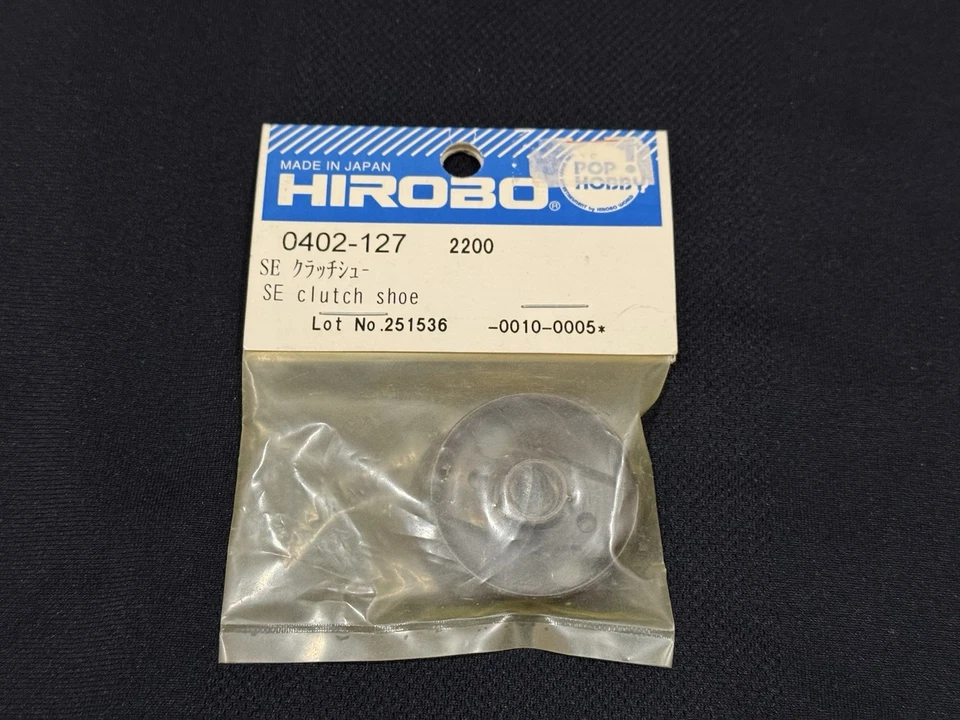 MADE IN JAPAN
HIROBO®
POP
HOBBY
0402-127 2200
SE クラッチシュー
SE clutch shoe
Lot No.251536 -0010-0005*